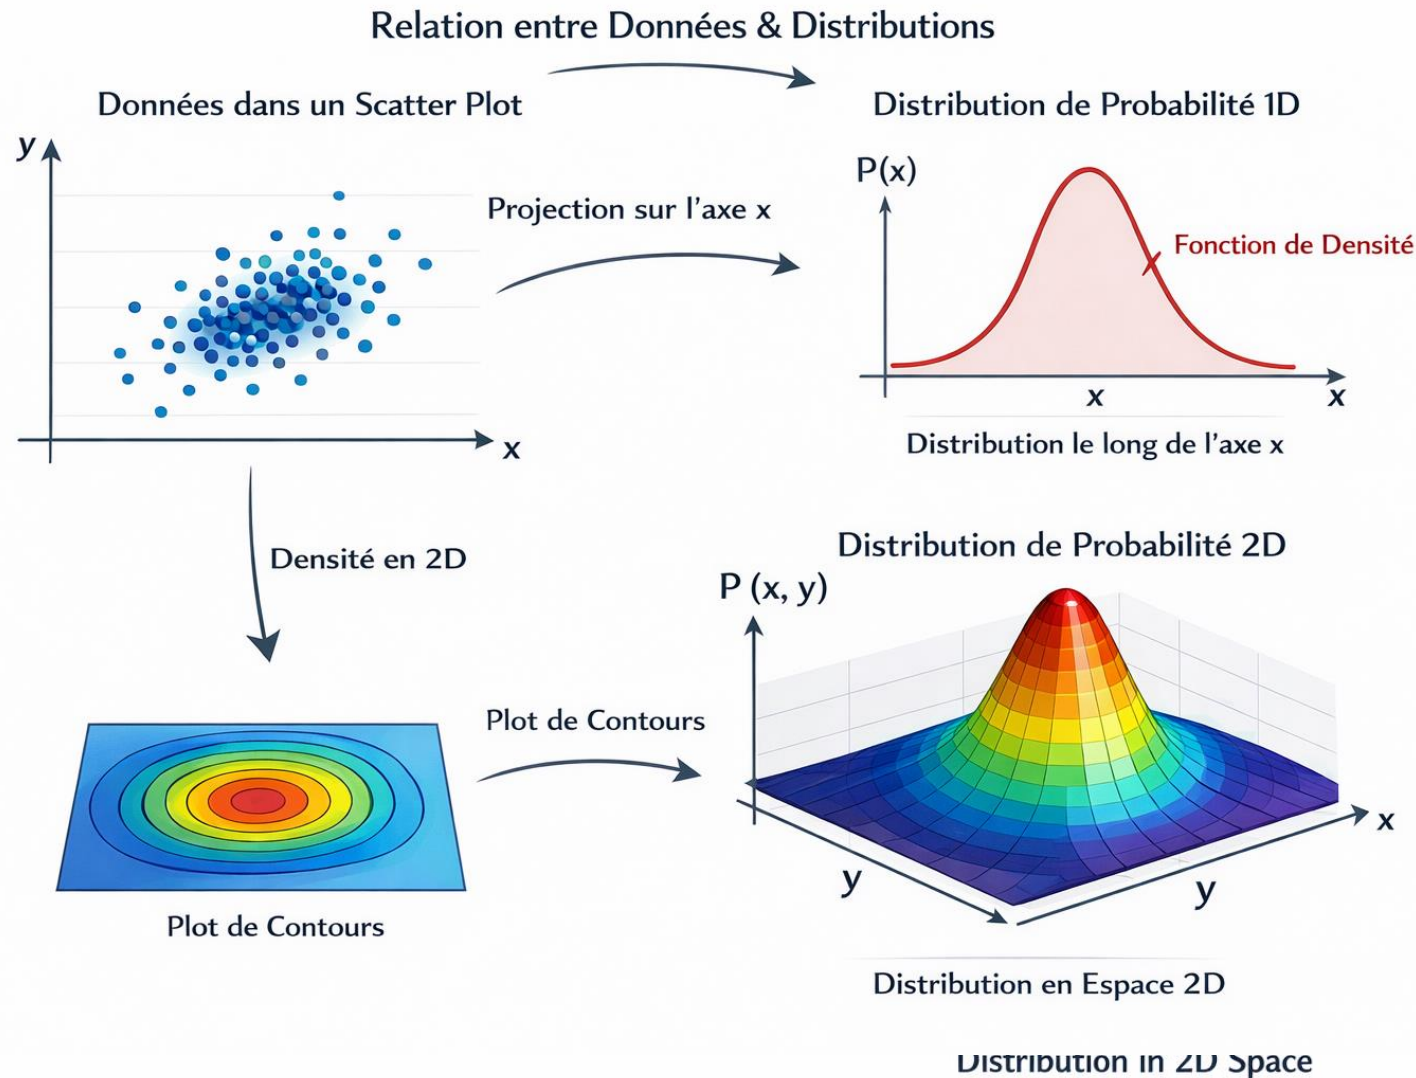 Relation entre Données & Distributions
Données dans un Scatter Plot
Distribution de Probabilité 1D
y
x
Projection sur l'axe x
P(x)
Fonction de Densité
x
x
Distribution le long de l'axe x
Densité en 2D
Distribution de Probabilité 2D
P (x, y)
Plot de Contours
x
y
y
Plot de Contours
Distribution en Espace 2D
Distribution in 2D Space